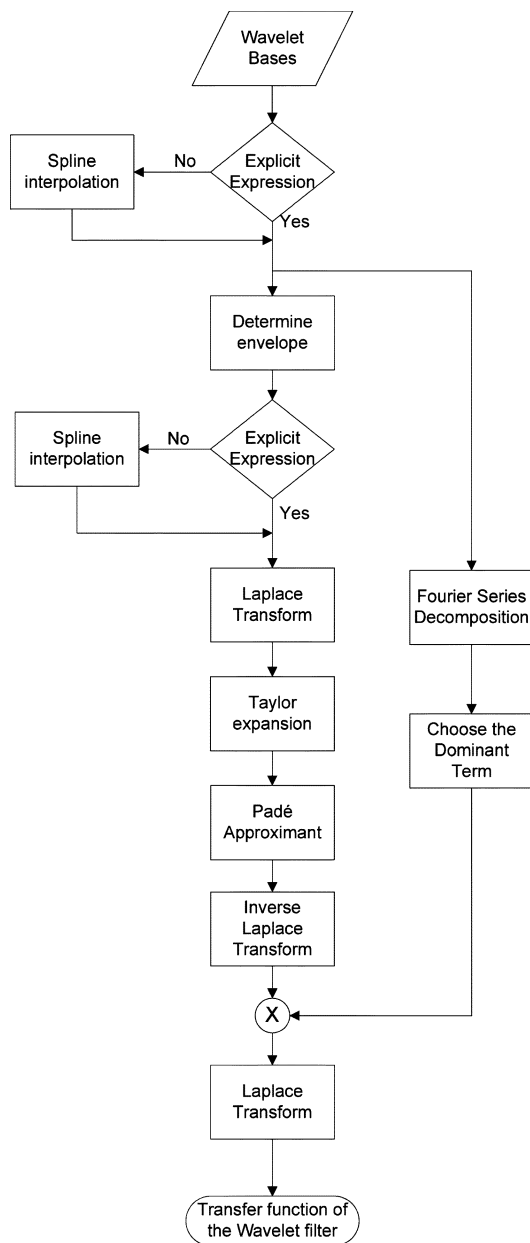 Wavelet
Bases
Explicit
Expression
No
Spline
interpolation
Yes
Determine
envelope
Explicit
Expression
No
Spline
interpolation
Yes
Laplace
Transform
Fourier Series
Decomposition
Taylor
expansion
Choose the
Dominant
Term
Padé
Approximant
Inverse
Laplace
Transform
X
Laplace
Transform
Transfer function of
the Wavelet filter